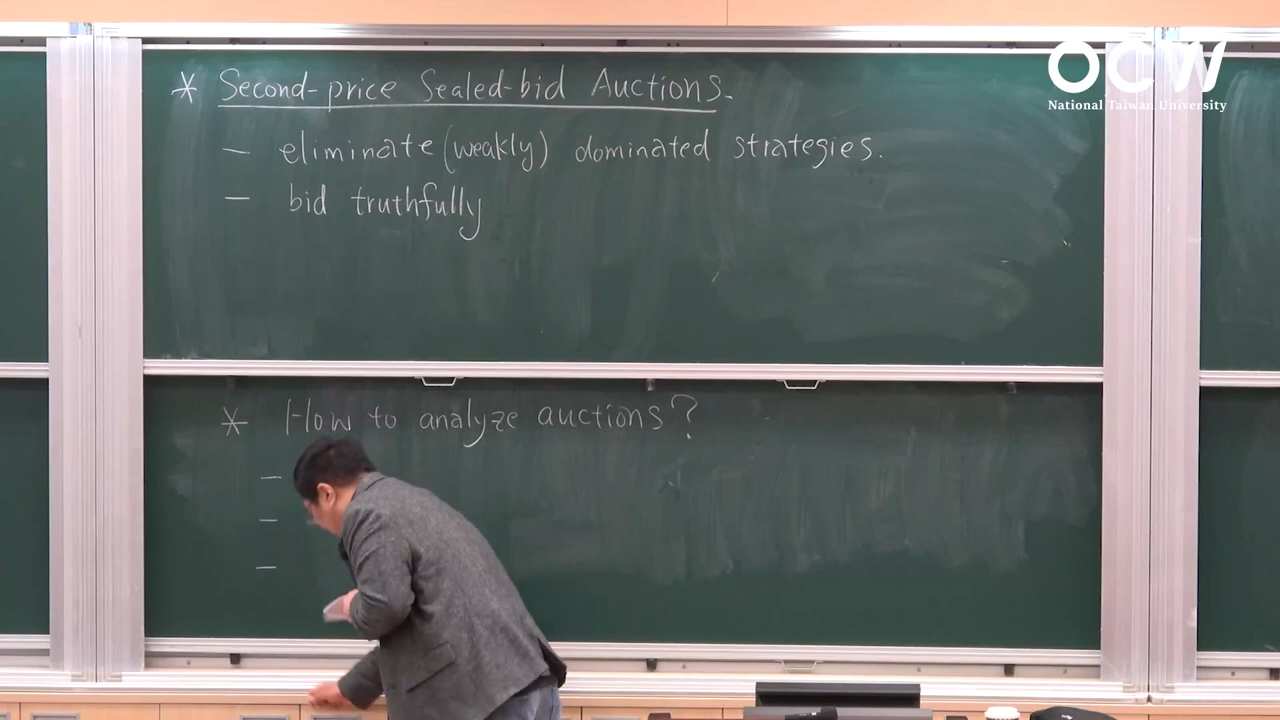 OCW
National Taiwan University
* Second-price Sealed-bid Auctions.
- eliminate (weakly) dominated strategies.
- bid truthfully
* How to analyze auctions?
-
-
-